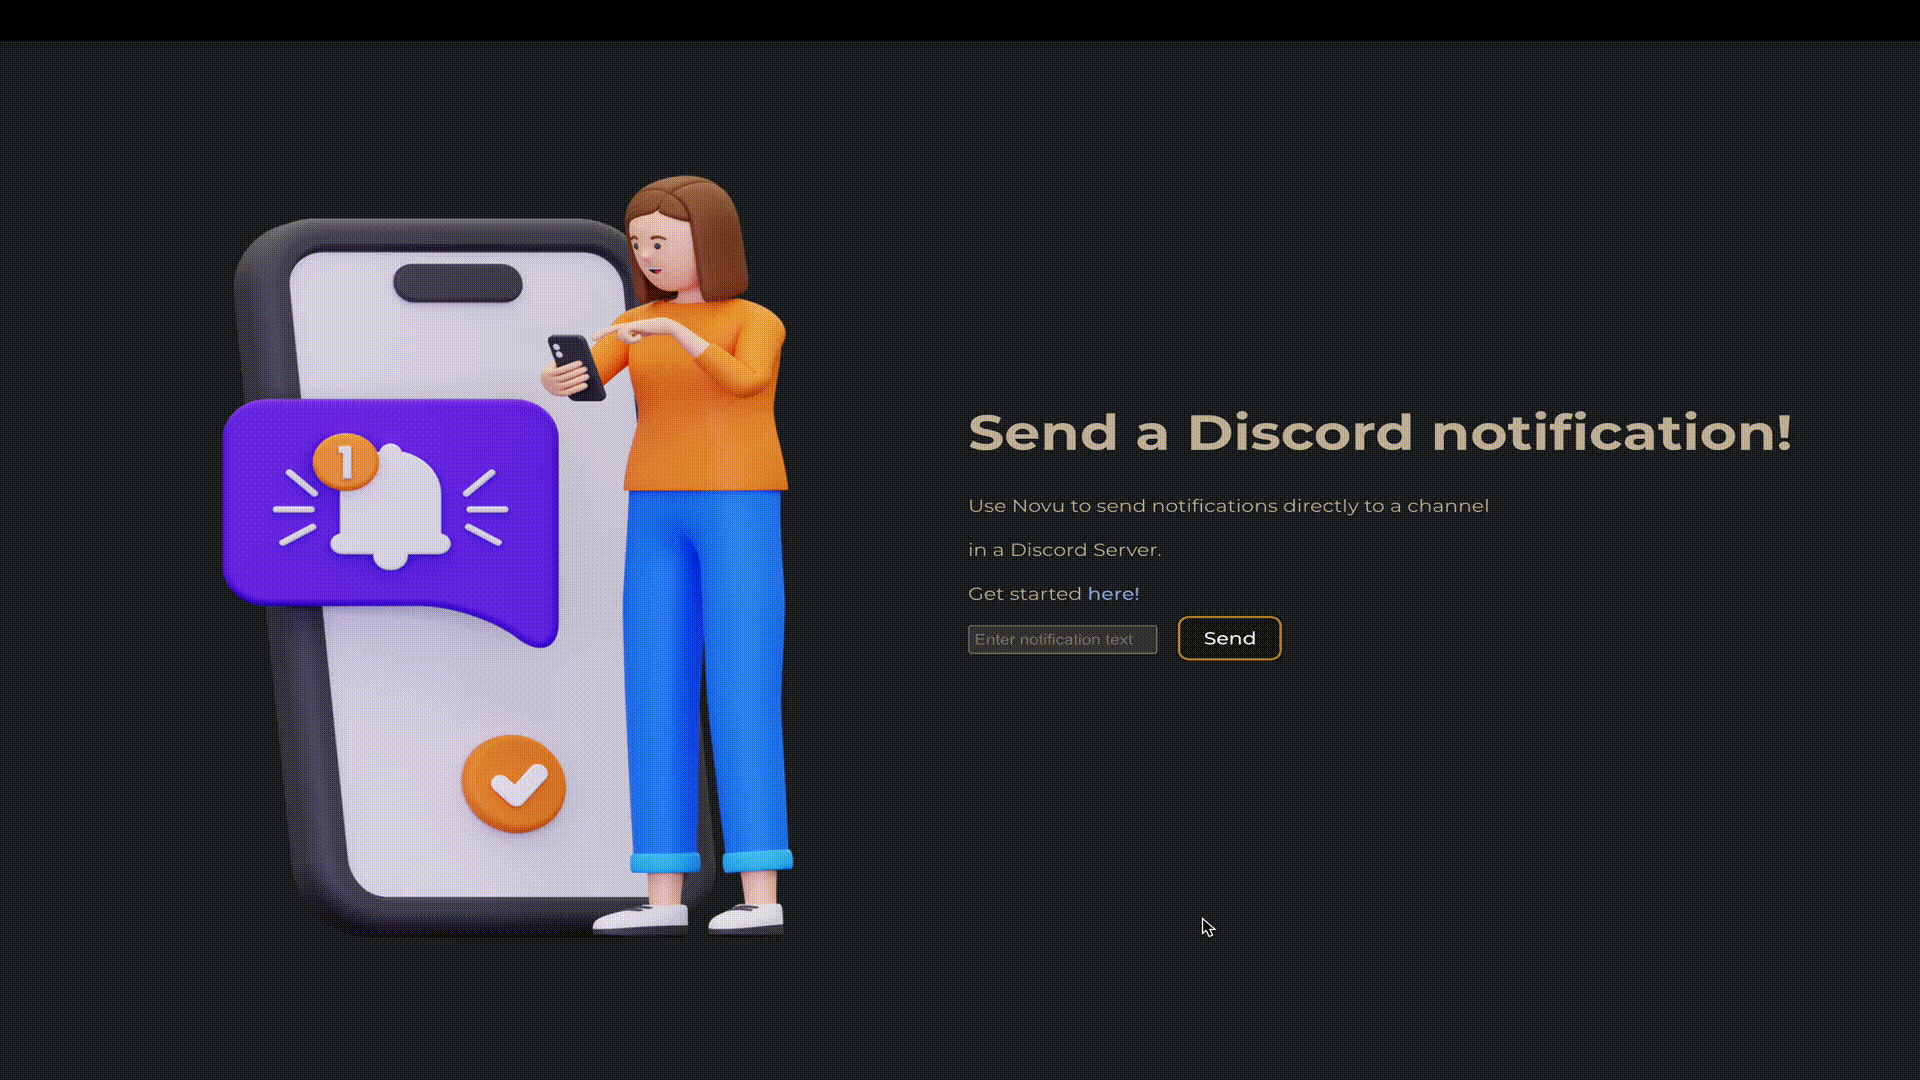 1
Send a Discord notification!
Use Novu to send notifications directly to a channel
in a Discord Server.
Get started here!
Enter notification text
Send